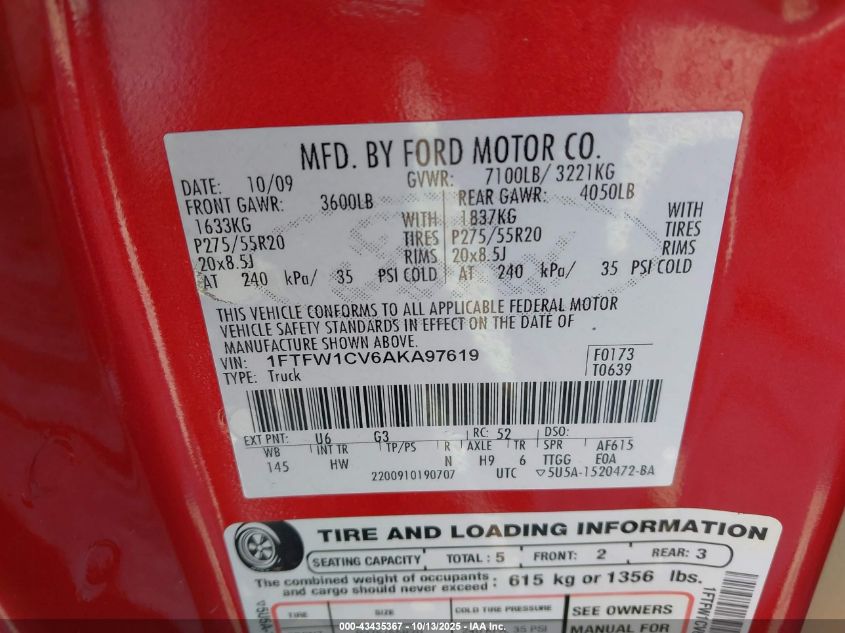 MFD. BY FORD MOTOR CO.
DATE: 10/09 GVWR: 7100LB/ 3221KG
FRONT GAWR: 3600LB REAR GAWR: 4050LB
1633KG WITH 1837KG WITH
P275/55R20 TIRES P275/55R20 TIRES
20x8.5J RIMS 20x8.5J RIMS
AT 240 kPa/ 35 PSI COLD AT 240 kPa/ 35 PSI COLD
THIS VEHICLE CONFORMS TO ALL APPLICABLE FEDERAL MOTOR
VEHICLE SAFETY STANDARDS IN EFFECT ON THE DATE OF
MANUFACTURE SHOWN ABOVE.
VIN: 1FTFW1CV6AKA97619 F0173
TYPE: Truck T0639
EXT PNT: U6 G3 RC: 52 DSO:
WB INT TR TP/PS R AXLE TR SPR AF615
145 HW N H9 6 TTGG E0A
2200910190707 UTC ▽5U5A-1520472-BA
TIRE AND LOADING INFORMATION
SEATING CAPACITY TOTAL: 5 FRONT: 2 REAR: 3
The combined weight of occupants and cargo should never exceed: 615 kg or 1356 lbs.
TIRE SIZE COLD TIRE PRESSURE SEE OWNERS
35 PSI MANUAL FOR
000-43435367 - 10/13/2025 - IAA Inc.